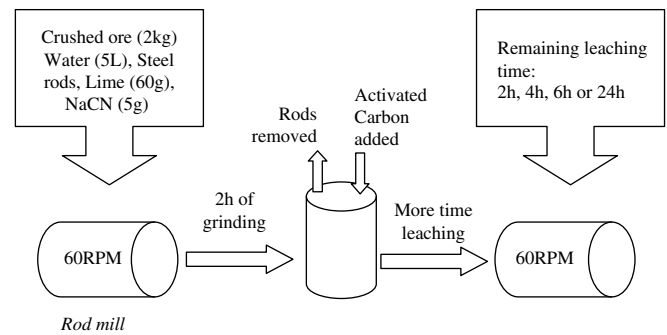 Crushed ore (2kg)
Water (5L), Steel
rods, Lime (60g),
NaCN (5g)
Rods
removed
Activated
Carbon
added
Remaining leaching
time:
2h, 4h, 6h or 24h
60RPM
2h of
grinding
More time
leaching
60RPM
Rod mill